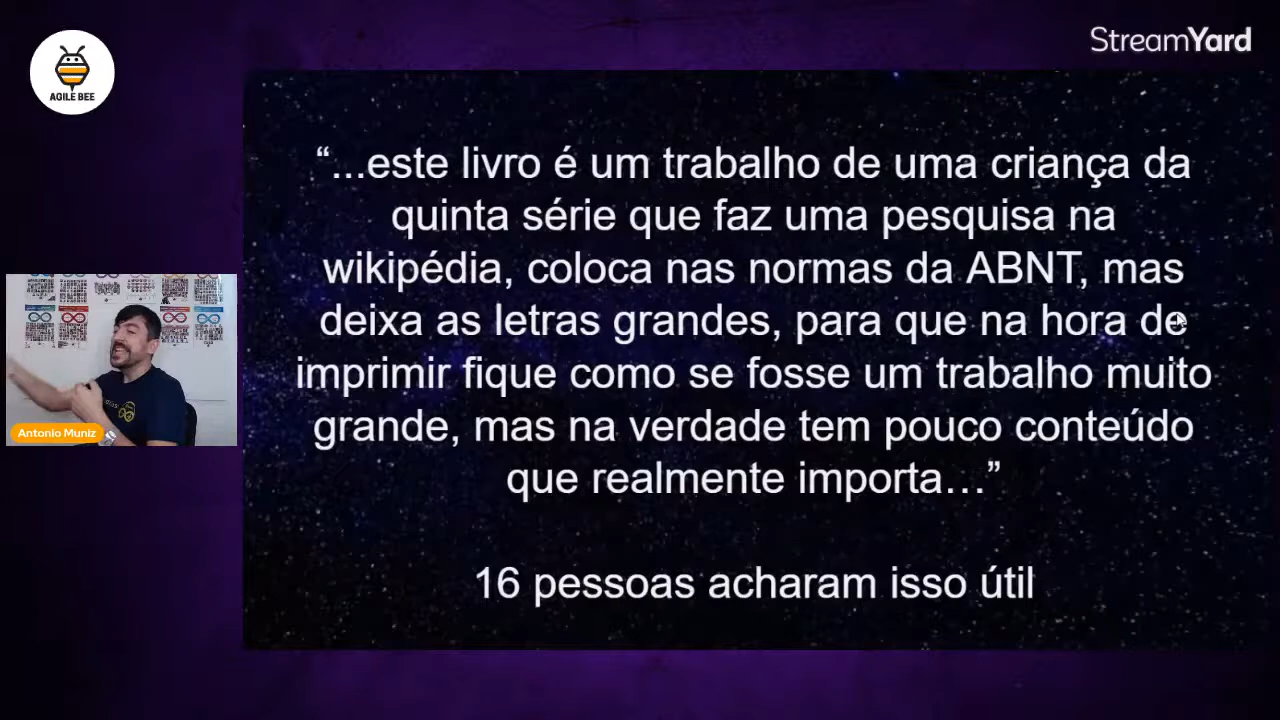 AGILE BEE
StreamYard
“...este livro é um trabalho de uma criança da
quinta série que faz uma pesquisa na
wikipédia, coloca nas normas da ABNT, mas
deixa as letras grandes, para que na hora de
imprimir fique como se fosse um trabalho muito
grande, mas na verdade tem pouco conteúdo
que realmente importa…”
16 pessoas acharam isso útil
Antonio Muniz